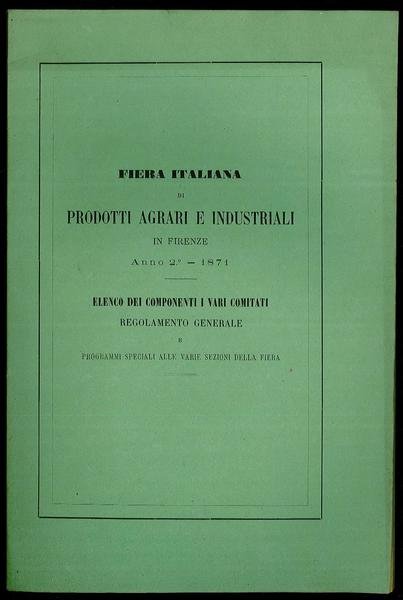 FIERA ITALIANA
DI
PRODOTTI AGRARI E INDUSTRIALI
IN FIRENZE
Anno 2.º — 1871
ELENCO DEI COMPONENTI I VARI COMITATI
REGOLAMENTO GENERALE
E
PROGRAMMI SPECIALI ALLE VARIE SEZIONI DELLA FIERA